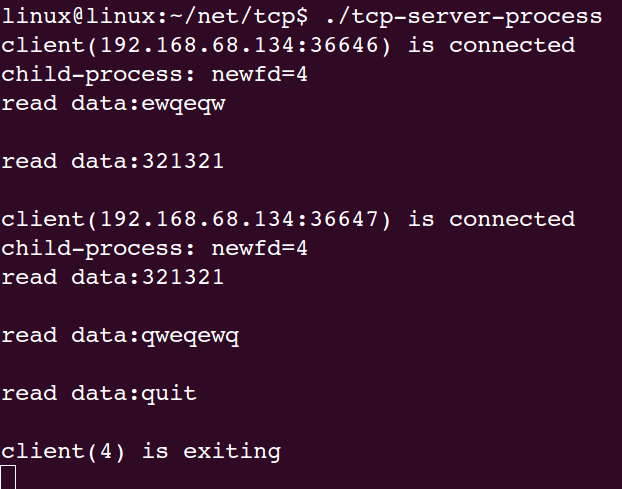 linux@linux:~/net/tcp$ ./tcp-server-process
client(192.168.68.134:36646) is connected
child-process: newfd=4
read data:ewqeqw
read data:321321
client(192.168.68.134:36647) is connected
child-process: newfd=4
read data:321321
read data:qweqewq
read data:quit
client(4) is exiting